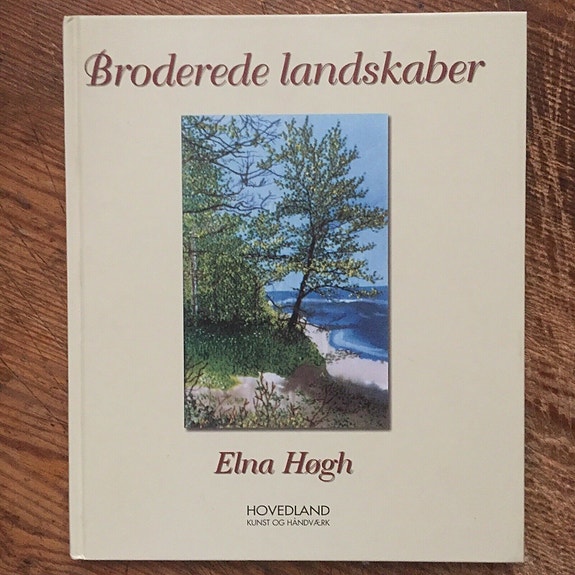 Broderede landskaber
Elna Høgh
HOVEDLAND
KUNST OG HÅNDVÆRK